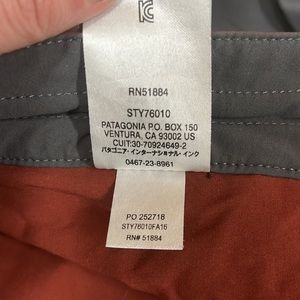 RN51884
STY76010
PATAGONIA P.O. BOX 150
VENTURA, CA 93002 US
CUIT:30-70924649-2
パタゴニア・インターナショナル・インク
0467-23-8961
PO 252718
STY76010FA16
RN# 51884